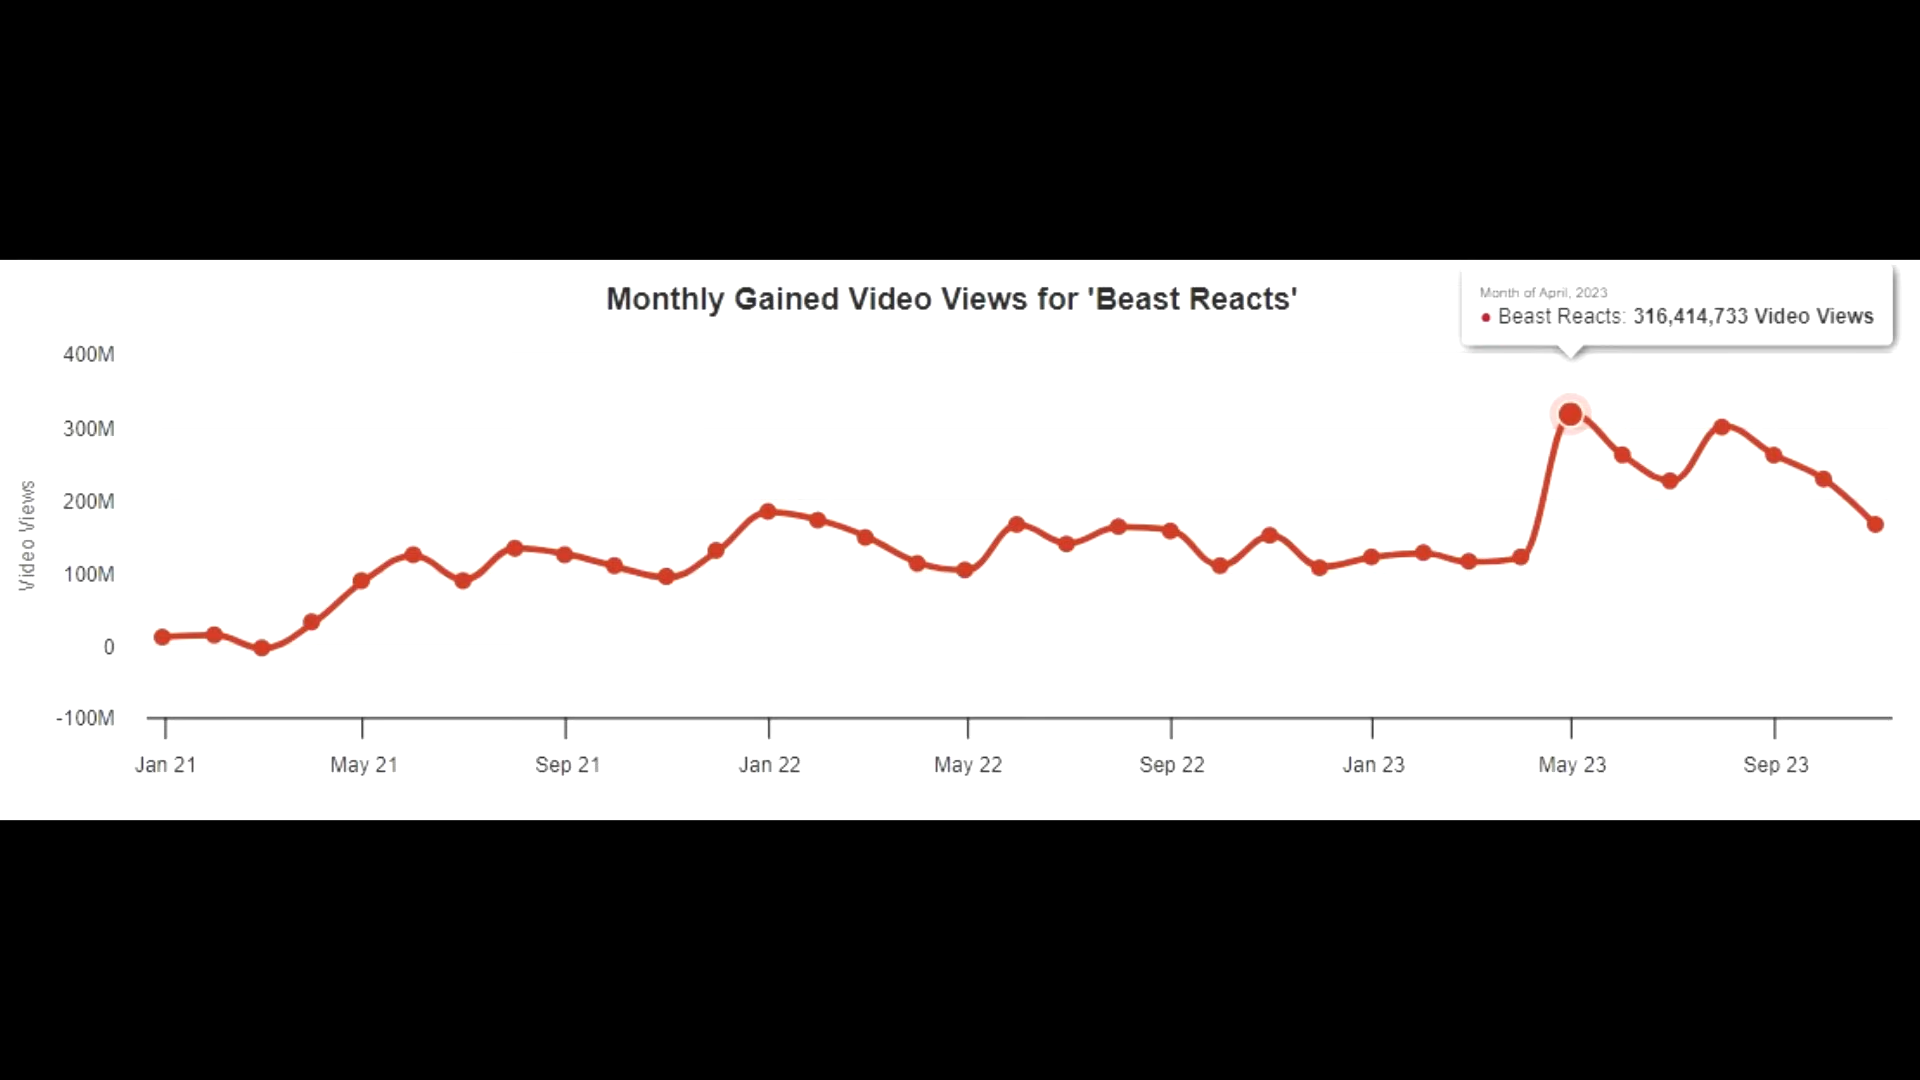 Monthly Gained Video Views for 'Beast Reacts'
Month of April, 2023
Beast Reacts: 316,414,733 Video Views
Video Views
400M
300M
200M
100M
0
-100M
Jan 21 May 21 Sep 21 Jan 22 May 22 Sep 22 Jan 23 May 23 Sep 23